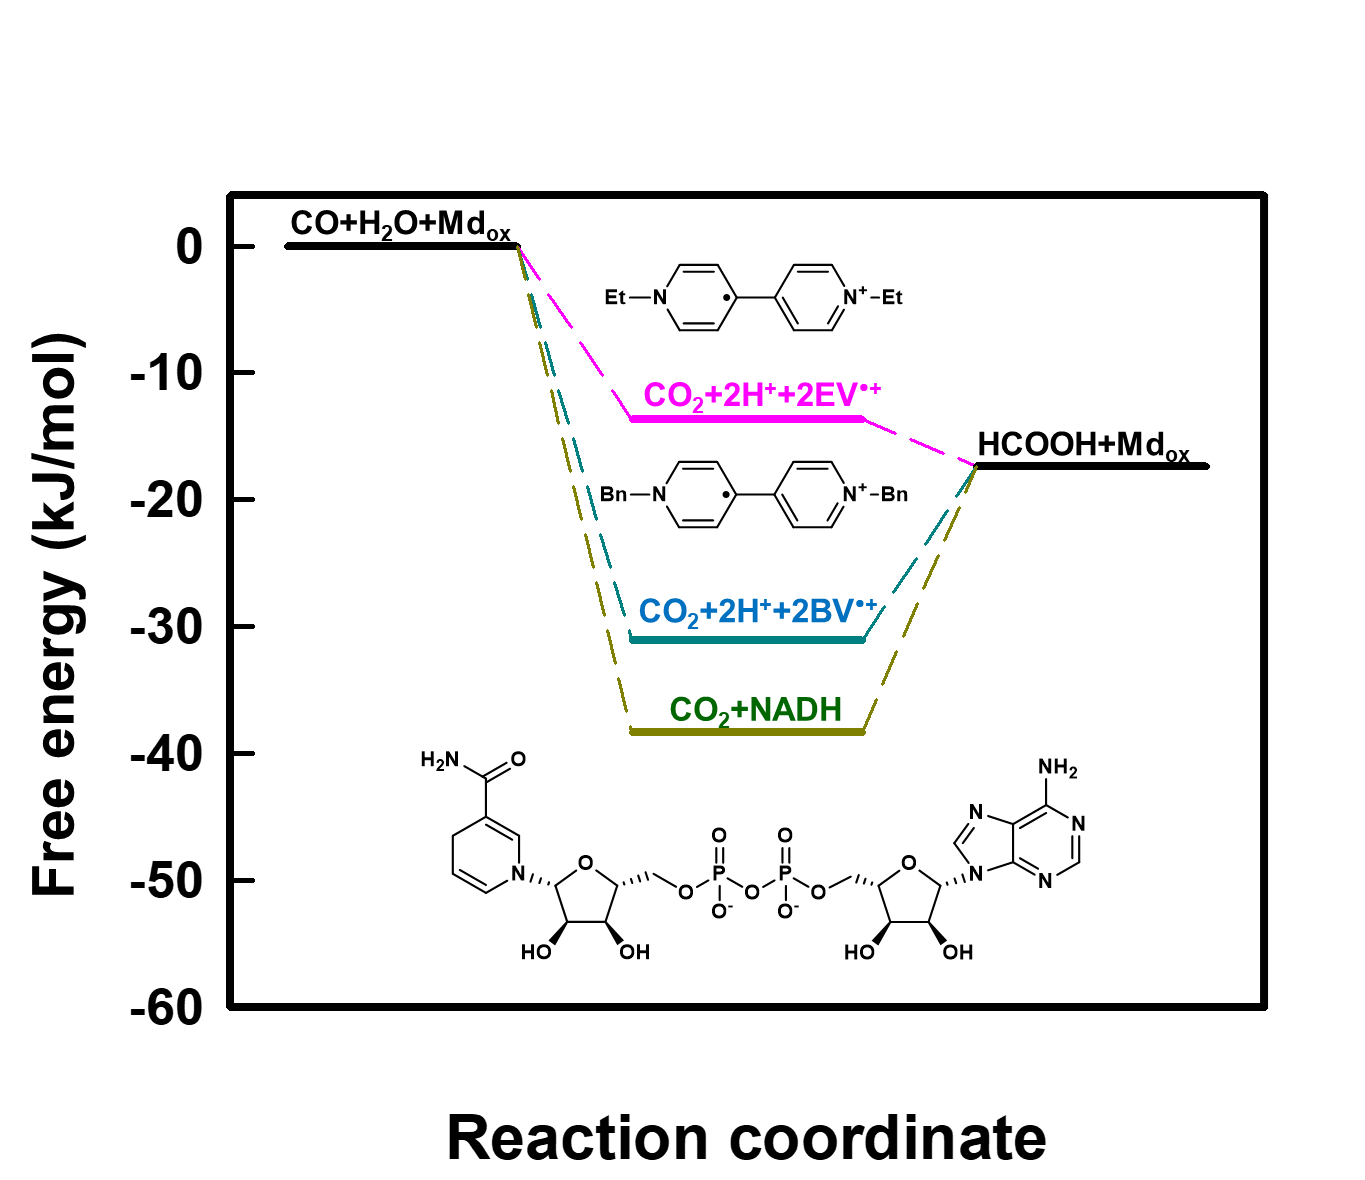 CO+H₂O+Mdₒₓ
0
Et N N⁺ Et
-10
CO₂+2H⁺+2EV•⁺
HCOOH+Mdₒₓ
-20
Bn N N⁺ Bn
CO₂+2H⁺+2BV•⁺
-30
CO₂+NADH
-40
H₂N O NH₂
N N
O O O O
N O P O P O N N
-50
O⁻ O⁻
HO OH HO OH
-60
Free energy (kJ/mol)
Reaction coordinate